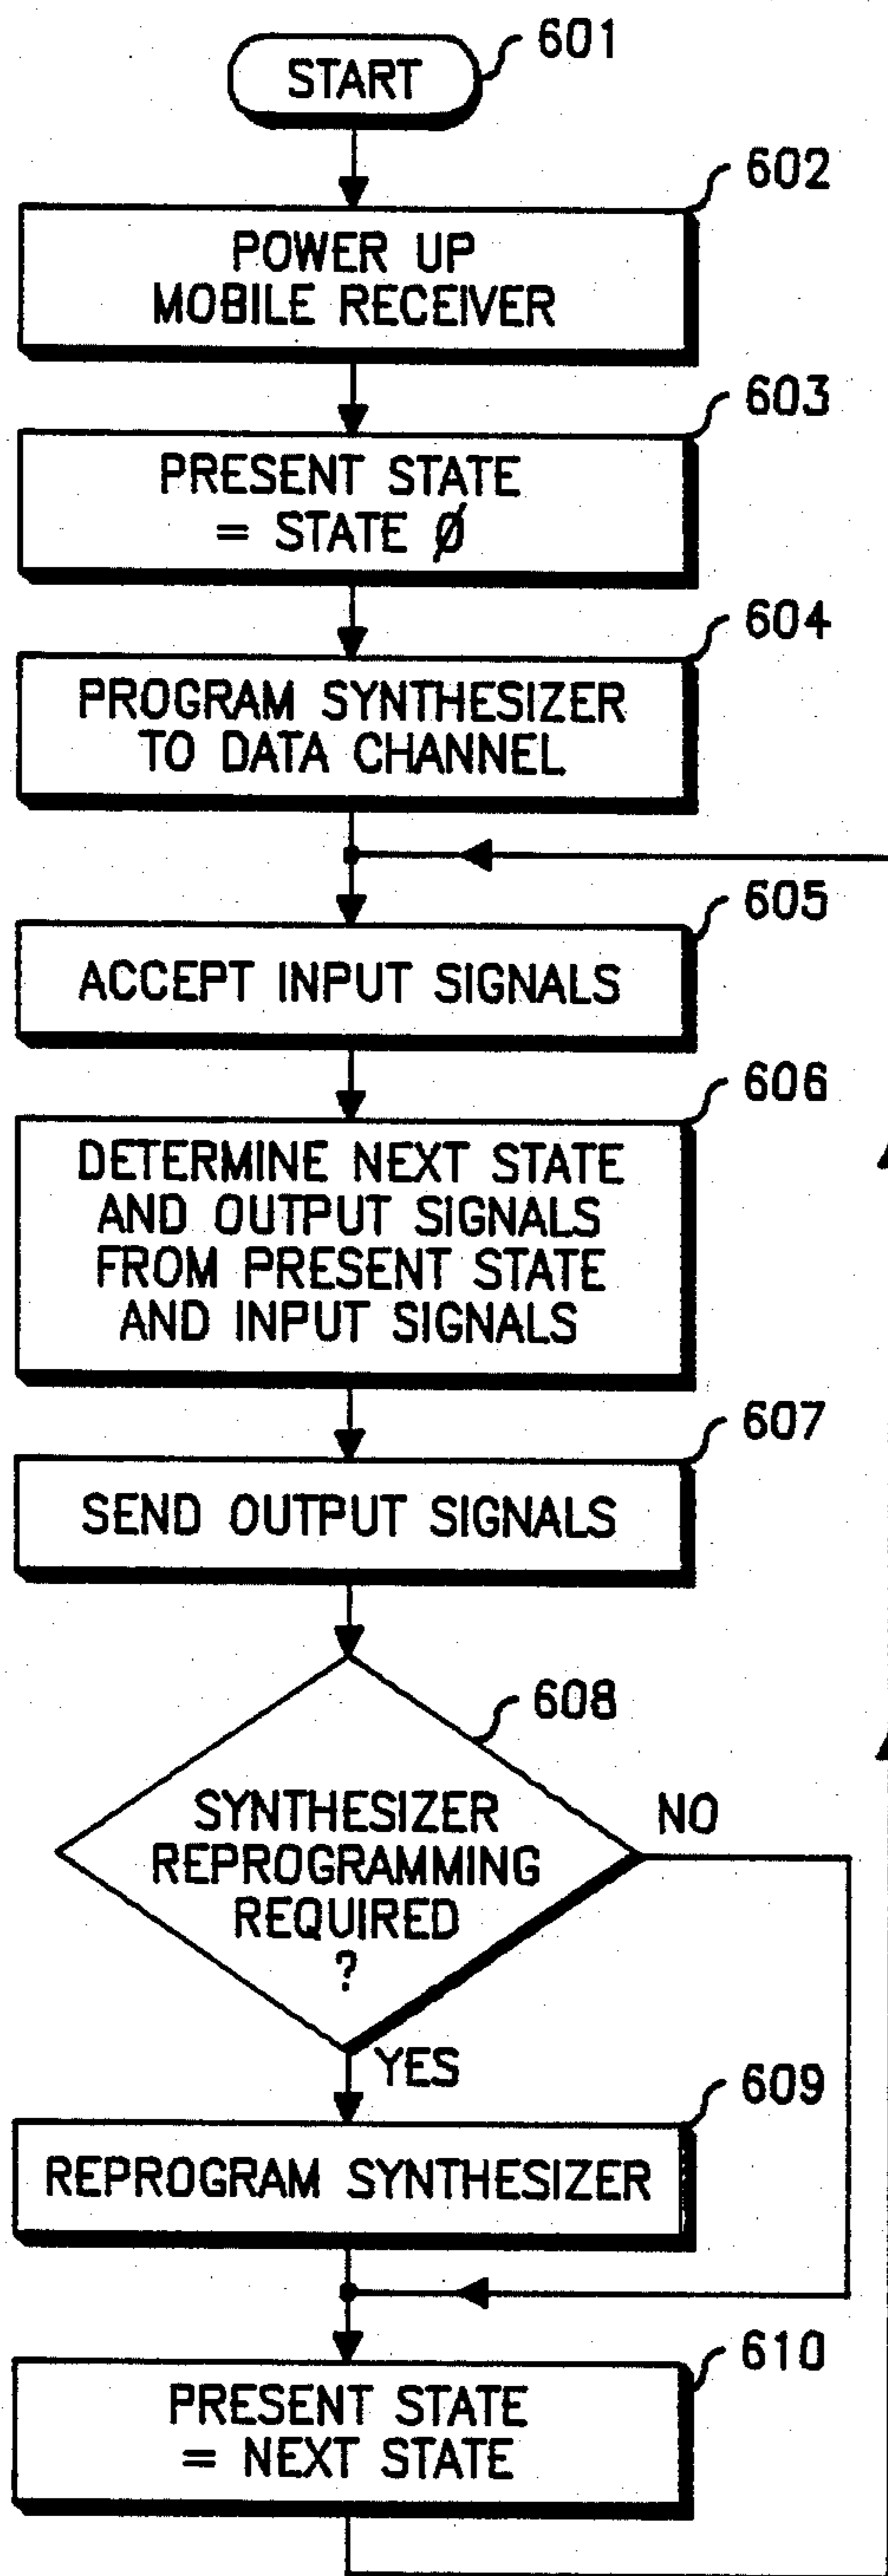 START
601
602
POWER UP
MOBILE RECEIVER
603
PRESENT STATE
= STATE Ø
604
PROGRAM SYNTHESIZER
TO DATA CHANNEL
605
ACCEPT INPUT SIGNALS
606
DETERMINE NEXT STATE
AND OUTPUT SIGNALS
FROM PRESENT STATE
AND INPUT SIGNALS
607
SEND OUTPUT SIGNALS
608
SYNTHESIZER
REPROGRAMMING
REQUIRED
?
NO
YES
609
REPROGRAM SYNTHESIZER
610
PRESENT STATE
= NEXT STATE